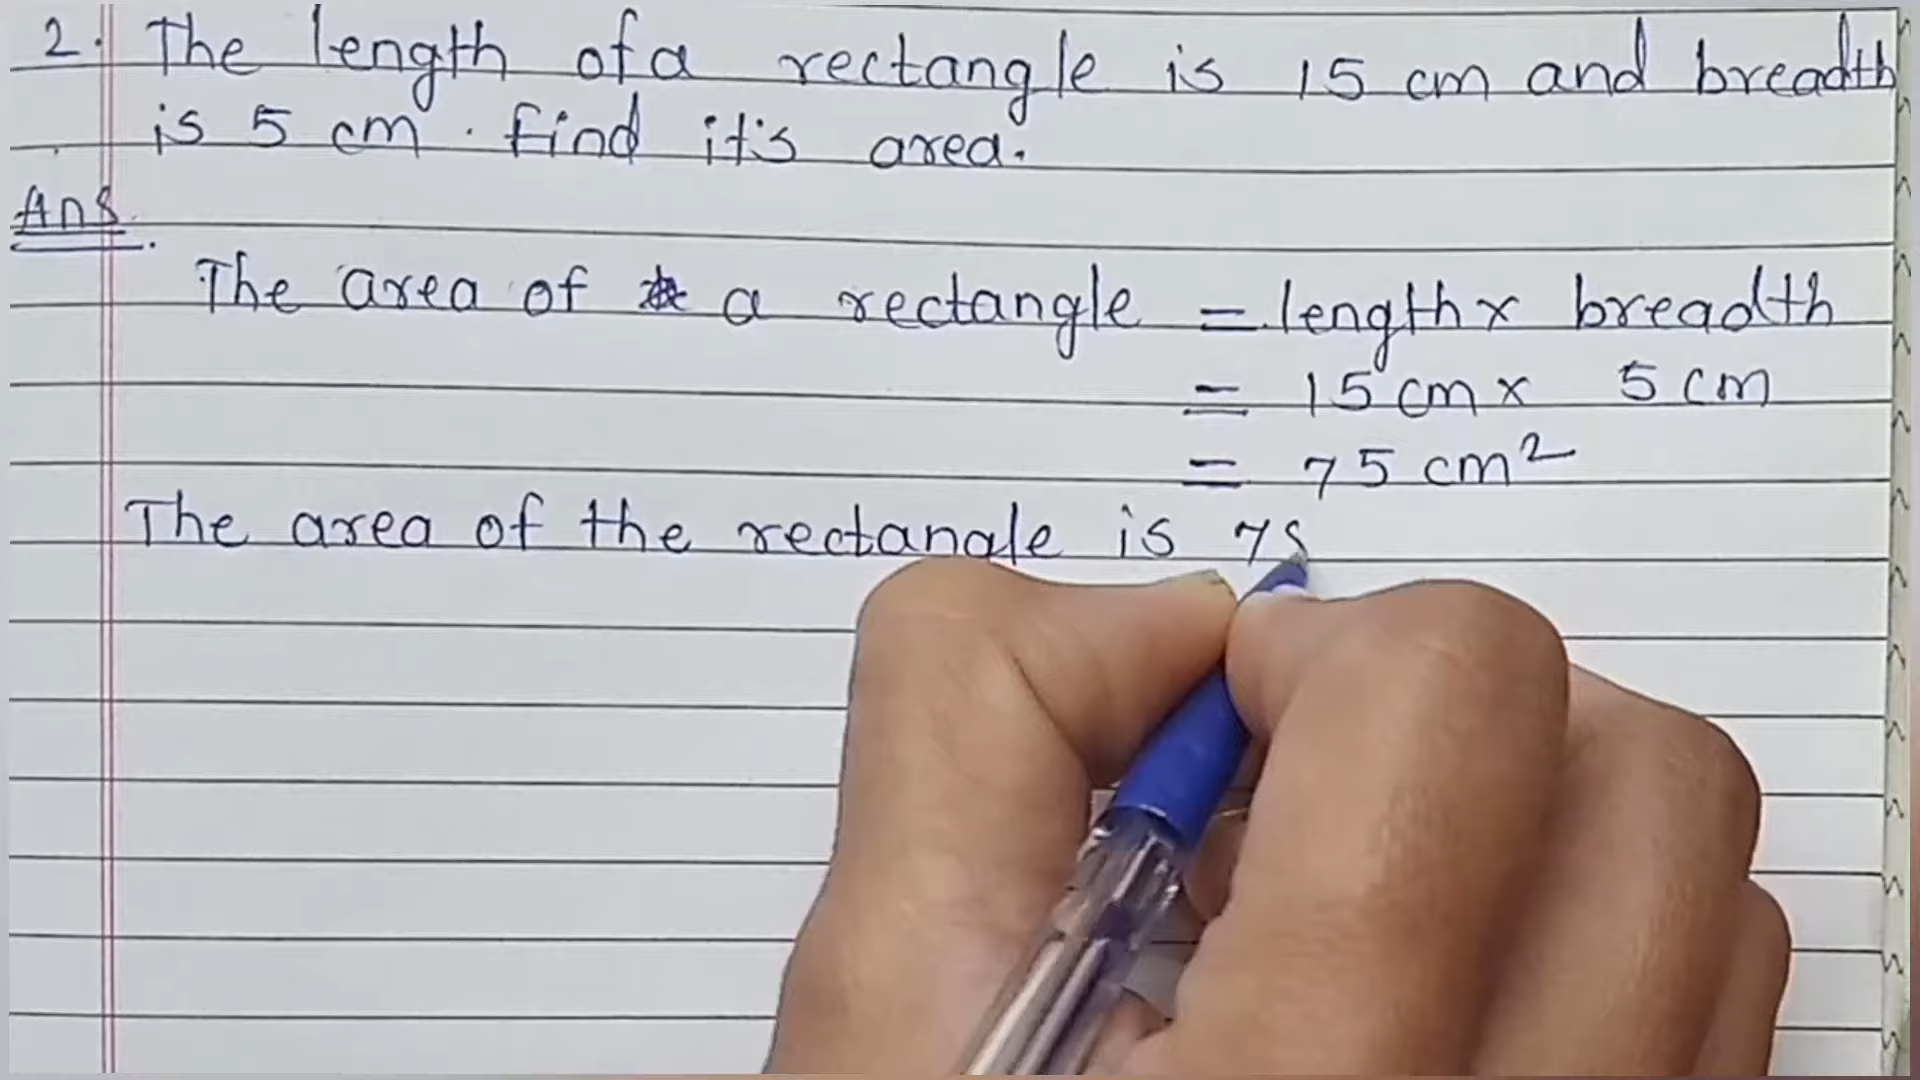 2. The length of a rectangle is 15 cm and breadth
is 5 cm. find it's area.
Ans.
The area of a rectangle = length x breadth
= 15 cm x 5 cm
= 75 cm²
The area of the rectangle is 75